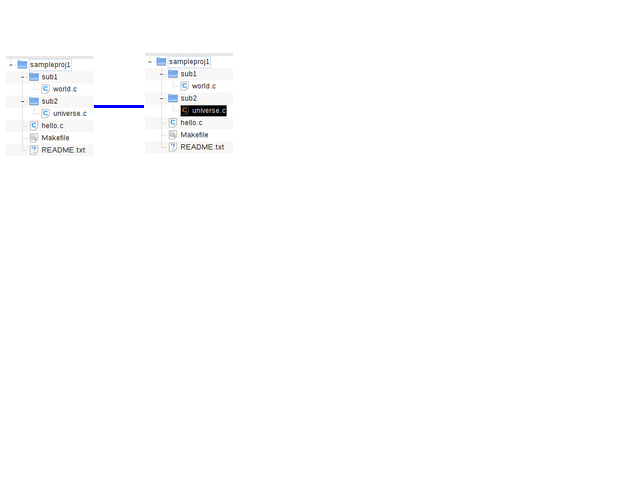 sampleproj1
sub1
world.c
sub2
universe.c
hello.c
Makefile
README.txt
sampleproj1
sub1
world.c
sub2
universe.c
hello.c
Makefile
README.txt